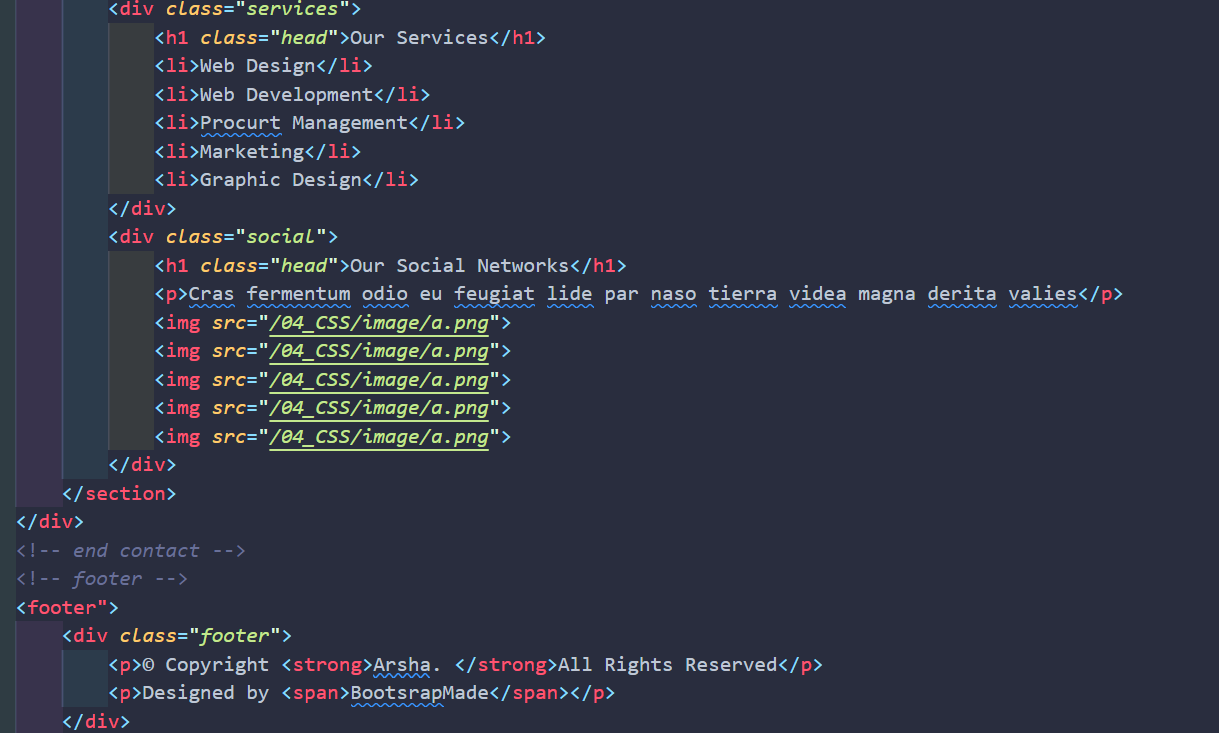 <div class="services">
<h1 class="head">Our Services</h1>
<li>Web Design</li>
<li>Web Development</li>
<li>Procurt Management</li>
<li>Marketing</li>
<li>Graphic Design</li>
</div>
<div class="social">
<h1 class="head">Our Social Networks</h1>
<p>Cras fermentum odio eu feugiat lide par naso tierra videa magna derita valies</p>
<img src="/04_CSS/image/a.png">
<img src="/04_CSS/image/a.png">
<img src="/04_CSS/image/a.png">
<img src="/04_CSS/image/a.png">
<img src="/04_CSS/image/a.png">
</div>
</section>
</div>
<!-- end contact -->
<!-- footer -->
<footer">
<div class="footer">
<p>© Copyright <strong>Arsha. </strong>All Rights Reserved</p>
<p>Designed by <span>BootsrapMade</span></p>
</div>